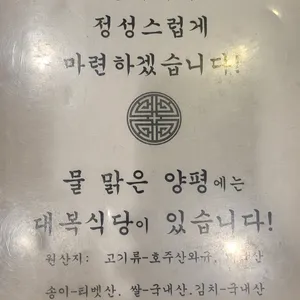 정성스럽게
마련하겠습니다!
물 맑은 양평에는
대복식당이 있습니다!
원산지: 고기류-호주산와규,
송이-티벳산, 쌀-국내산, 김치-국내산